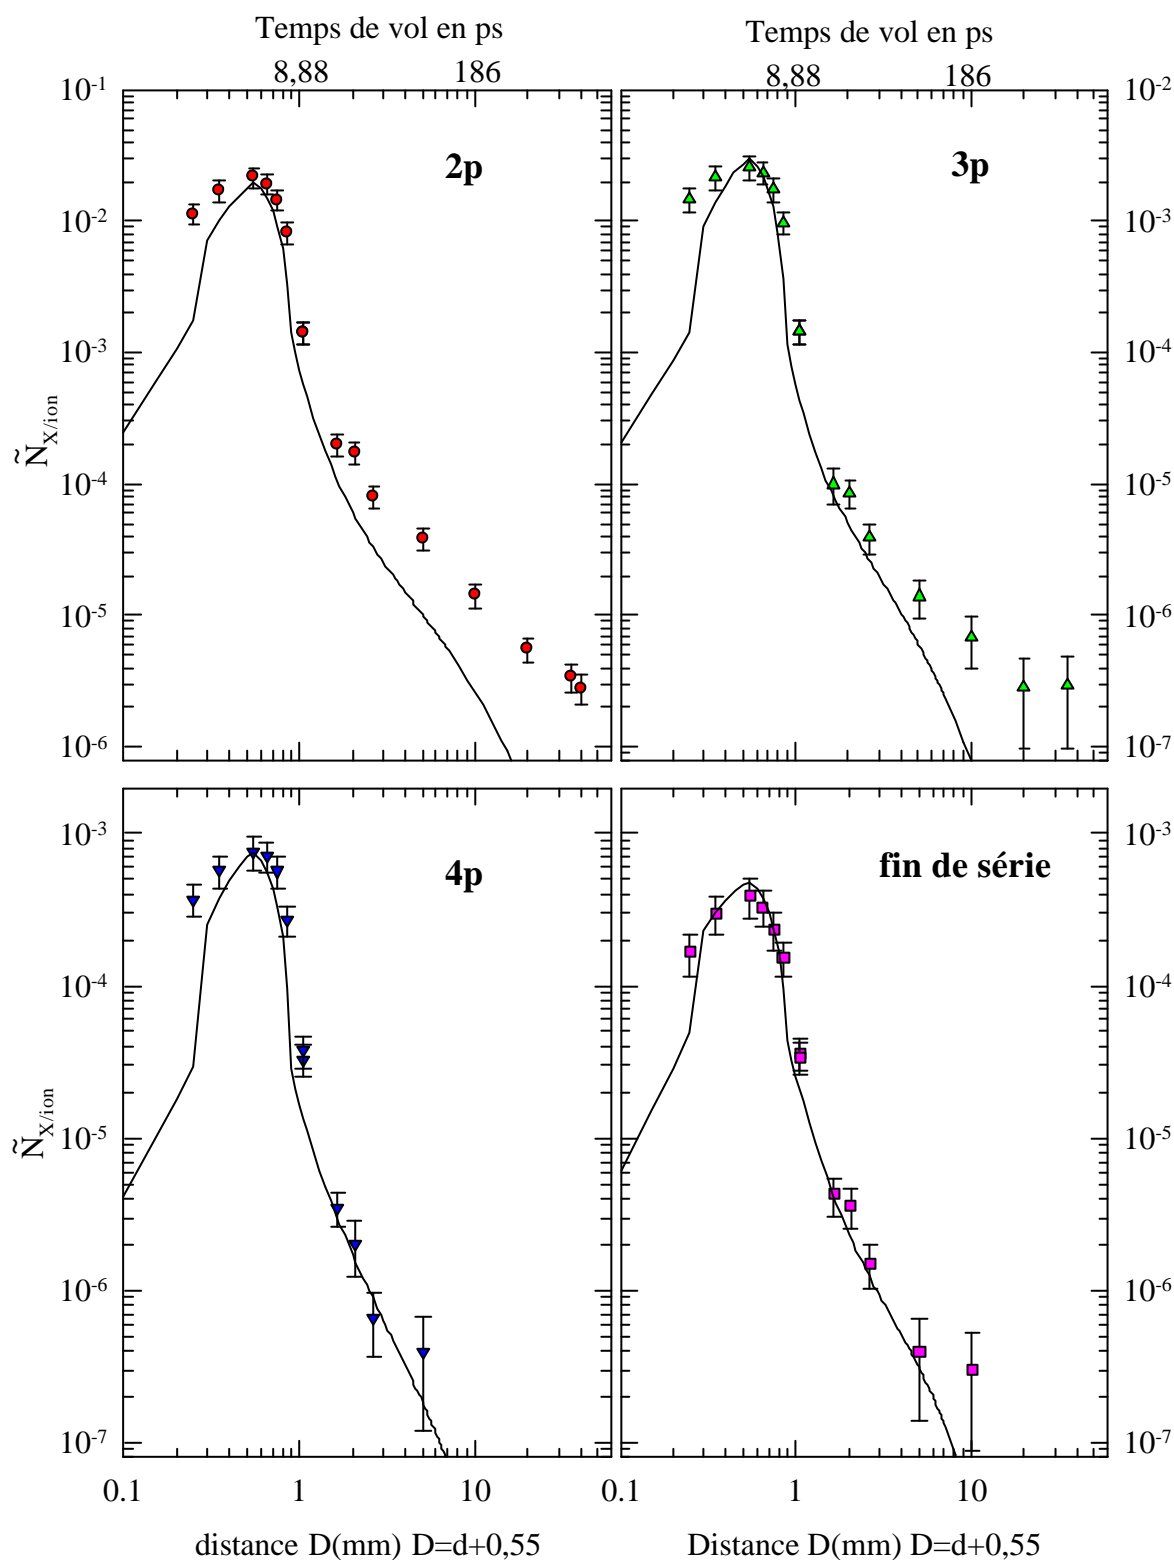 Temps de vol en ps
Temps de vol en ps
8,88 186
8,88 186
10^-1
10^-2
10^-3
10^-4
10^-5
10^-6
2p
3p
10^-2
10^-3
10^-4
10^-5
10^-6
10^-7
Ñ_X/ion
10^-3
10^-4
10^-5
10^-6
10^-7
4p
fin de série
10^-3
10^-4
10^-5
10^-6
10^-7
Ñ_X/ion
0.1 1 10
0.1 1 10
distance D(mm) D=d+0,55
Distance D(mm) D=d+0,55